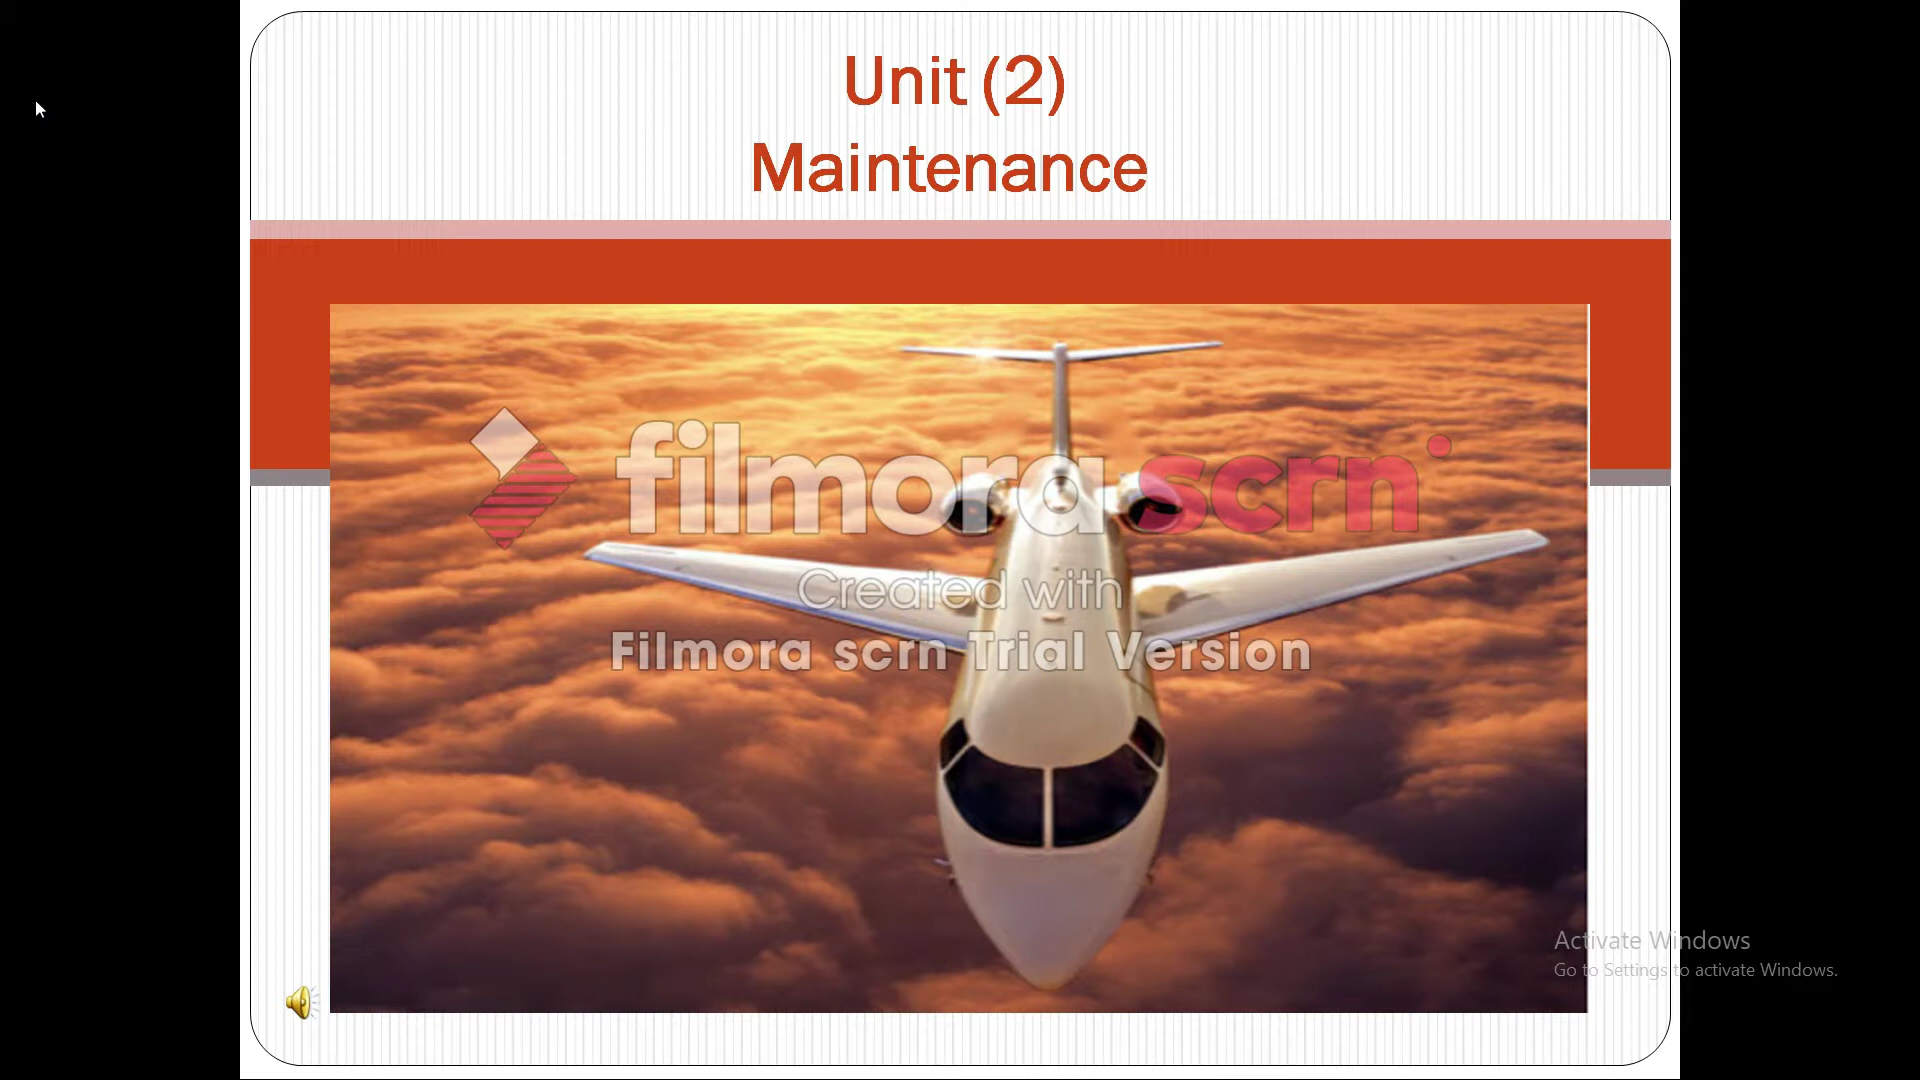 Unit (2)
Maintenance
filmora scrn
Created with
Filmora scrn Trial Version
Activate Windows
Go to Settings to activate Windows.